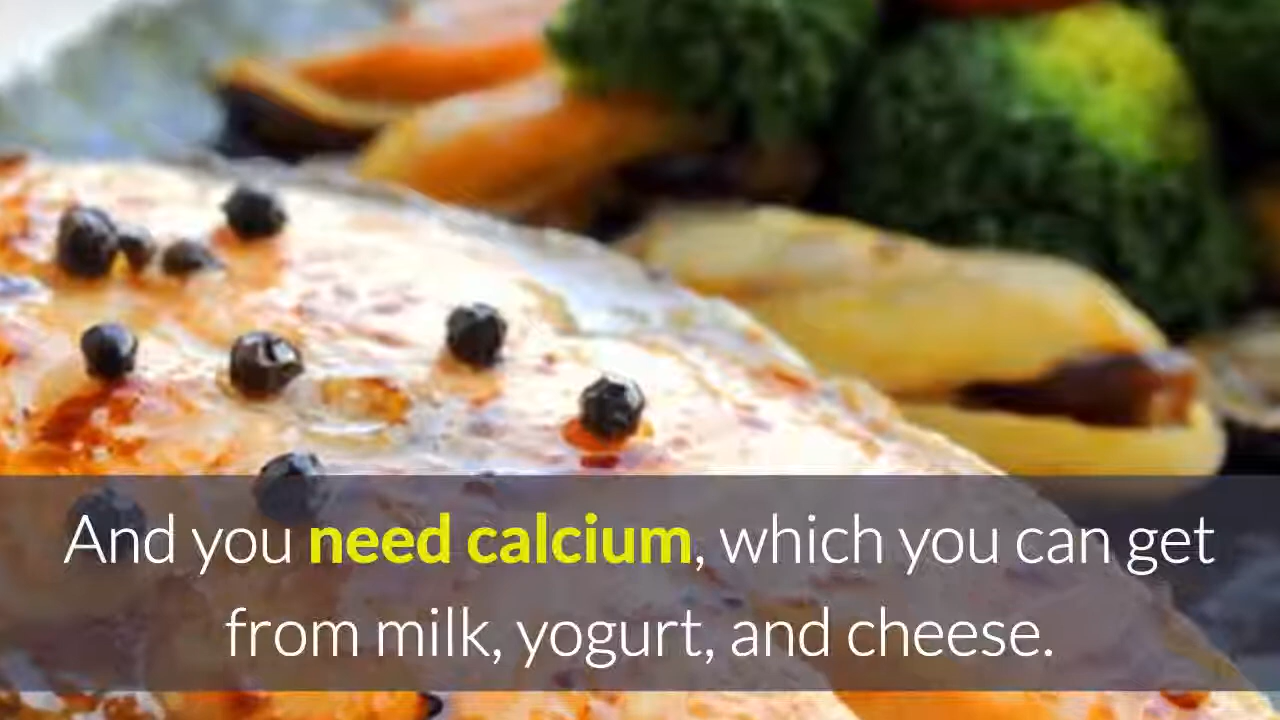 And you need calcium, which you can get
from milk, yogurt, and cheese.